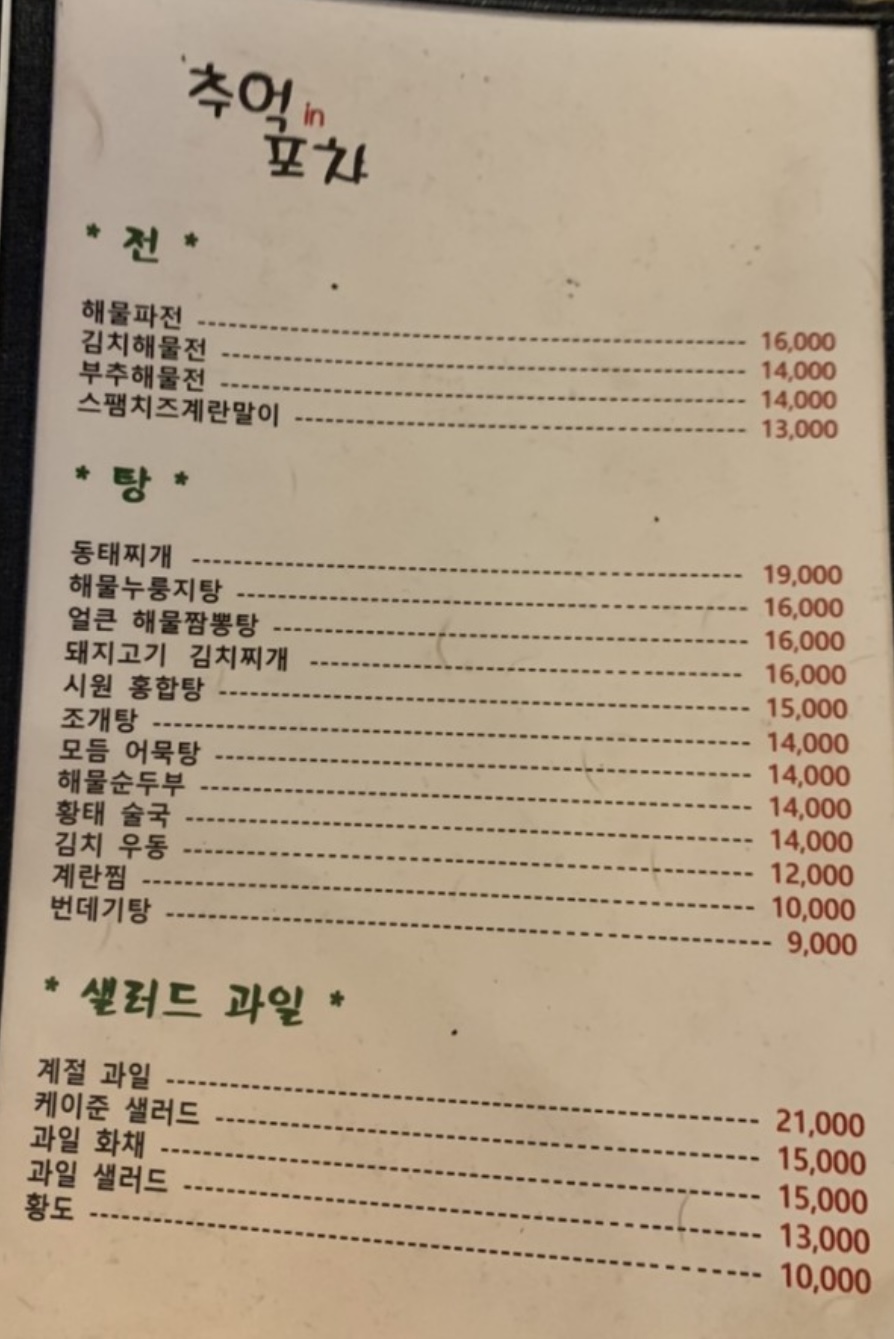 추억 in
포차
* 전 *
해물파전 ---------- 16,000
김치해물전 ---------- 14,000
부추해물전 ---------- 14,000
스팸치즈계란말이 ---------- 13,000
* 탕 *
동태찌개 ---------- 19,000
해물누룽지탕 ---------- 16,000
얼큰 해물짬뽕탕 ---------- 16,000
돼지고기 김치찌개 ---------- 16,000
시원 홍합탕 ---------- 15,000
조개탕 ---------- 14,000
모듬 어묵탕 ---------- 14,000
해물순두부 ---------- 14,000
황태 술국 ---------- 14,000
김치 우동 ---------- 12,000
계란찜 ---------- 10,000
번데기탕 ---------- 9,000
* 샐러드 과일 *
계절 과일 ---------- 21,000
케이준 샐러드 ---------- 15,000
과일 화채 ---------- 15,000
과일 샐러드 ---------- 13,000
황도 ---------- 10,000